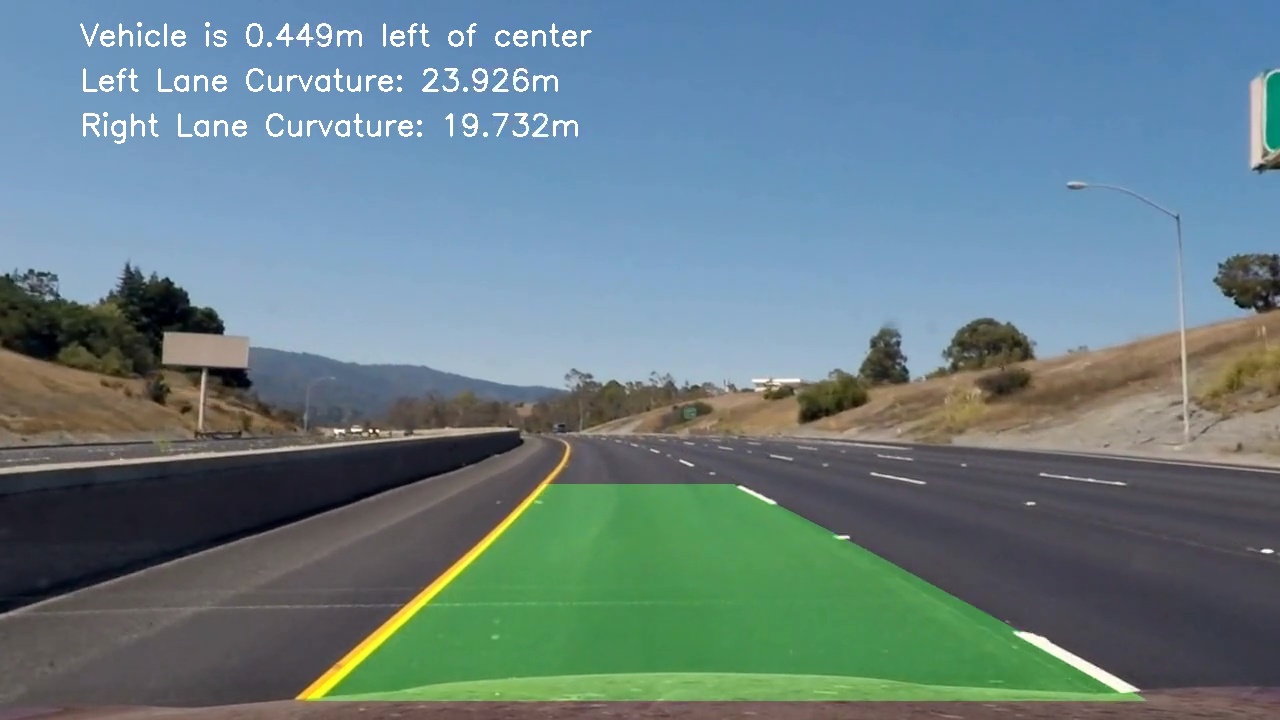 Vehicle is 0.449m left of center
Left Lane Curvature: 23.926m
Right Lane Curvature: 19.732m